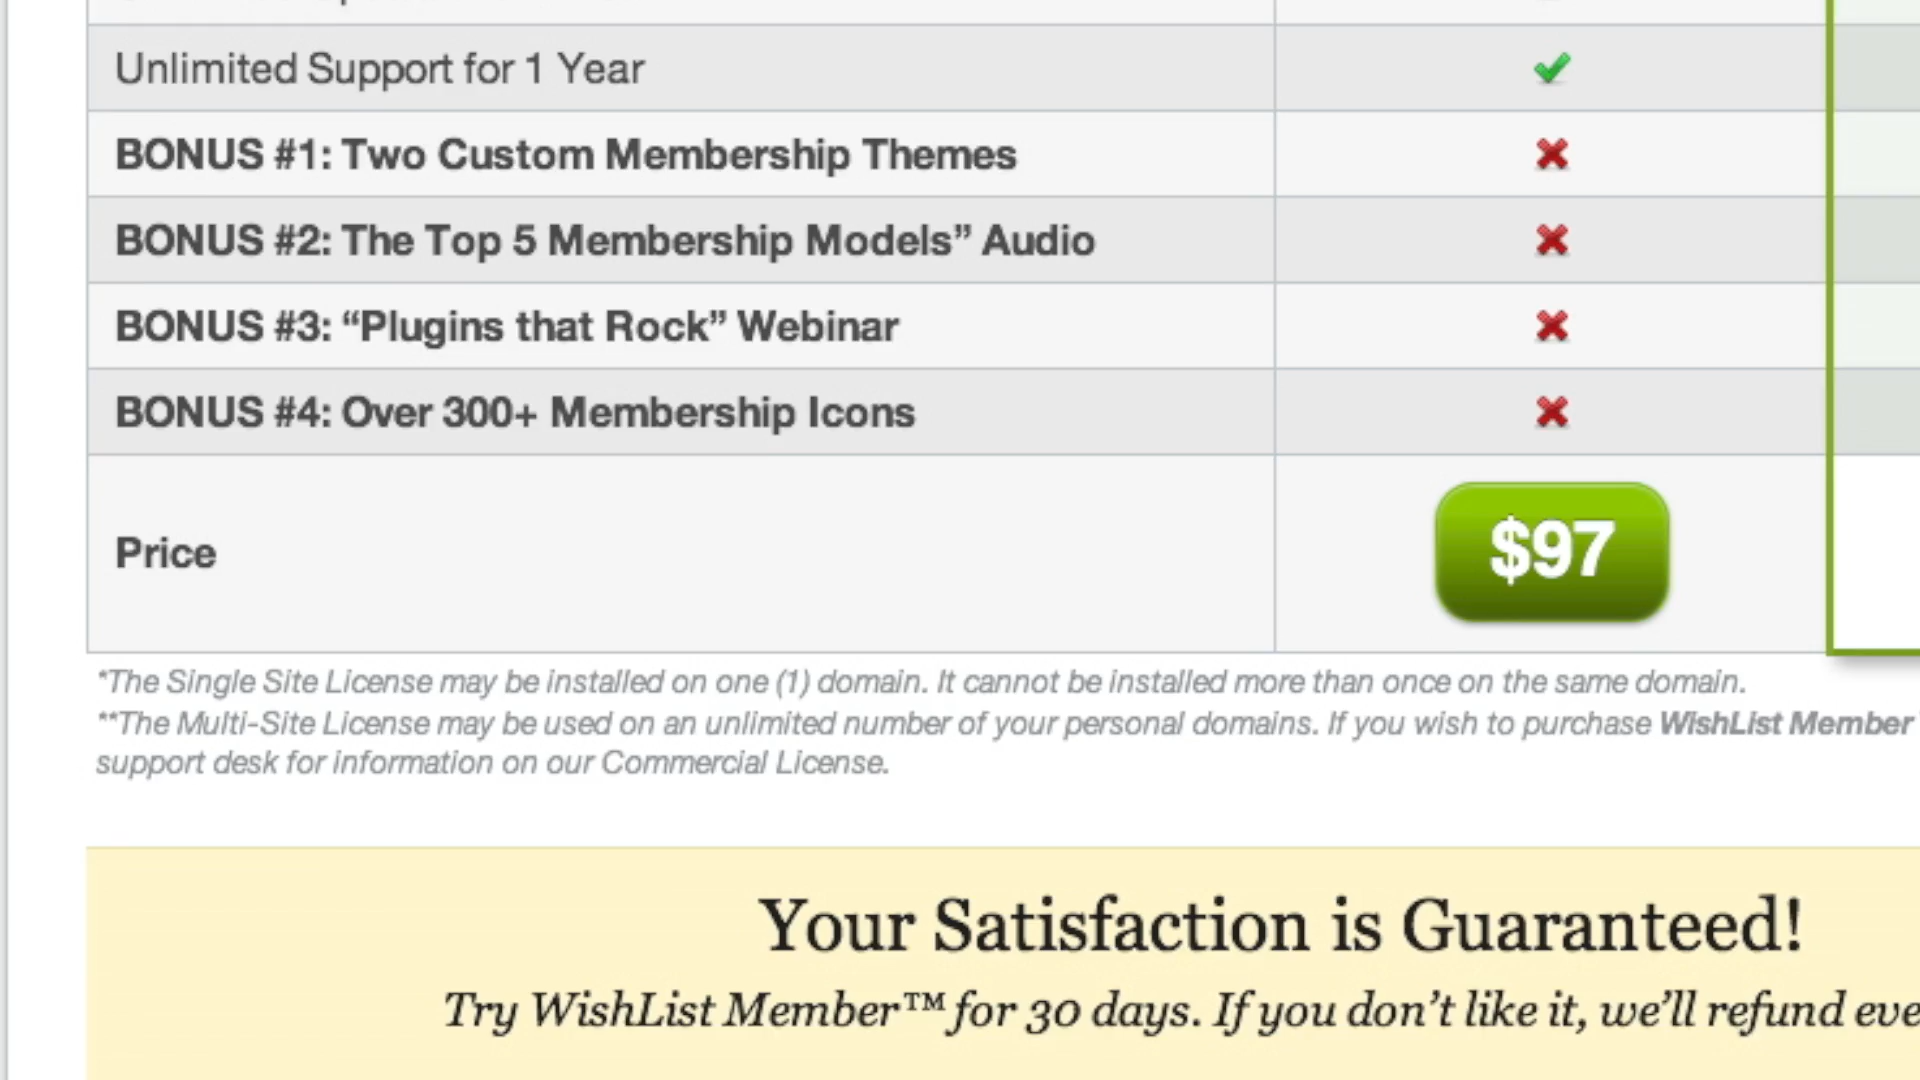 Unlimited Support for 1 Year
BONUS #1: Two Custom Membership Themes
BONUS #2: The Top 5 Membership Models” Audio
BONUS #3: “Plugins that Rock” Webinar
BONUS #4: Over 300+ Membership Icons
Price
$97
*The Single Site License may be installed on one (1) domain. It cannot be installed more than once on the same domain.
**The Multi-Site License may be used on an unlimited number of your personal domains. If you wish to purchase WishList Member
support desk for information on our Commercial License.
Your Satisfaction is Guaranteed!
Try WishList Member™ for 30 days. If you don’t like it, we’ll refund eve